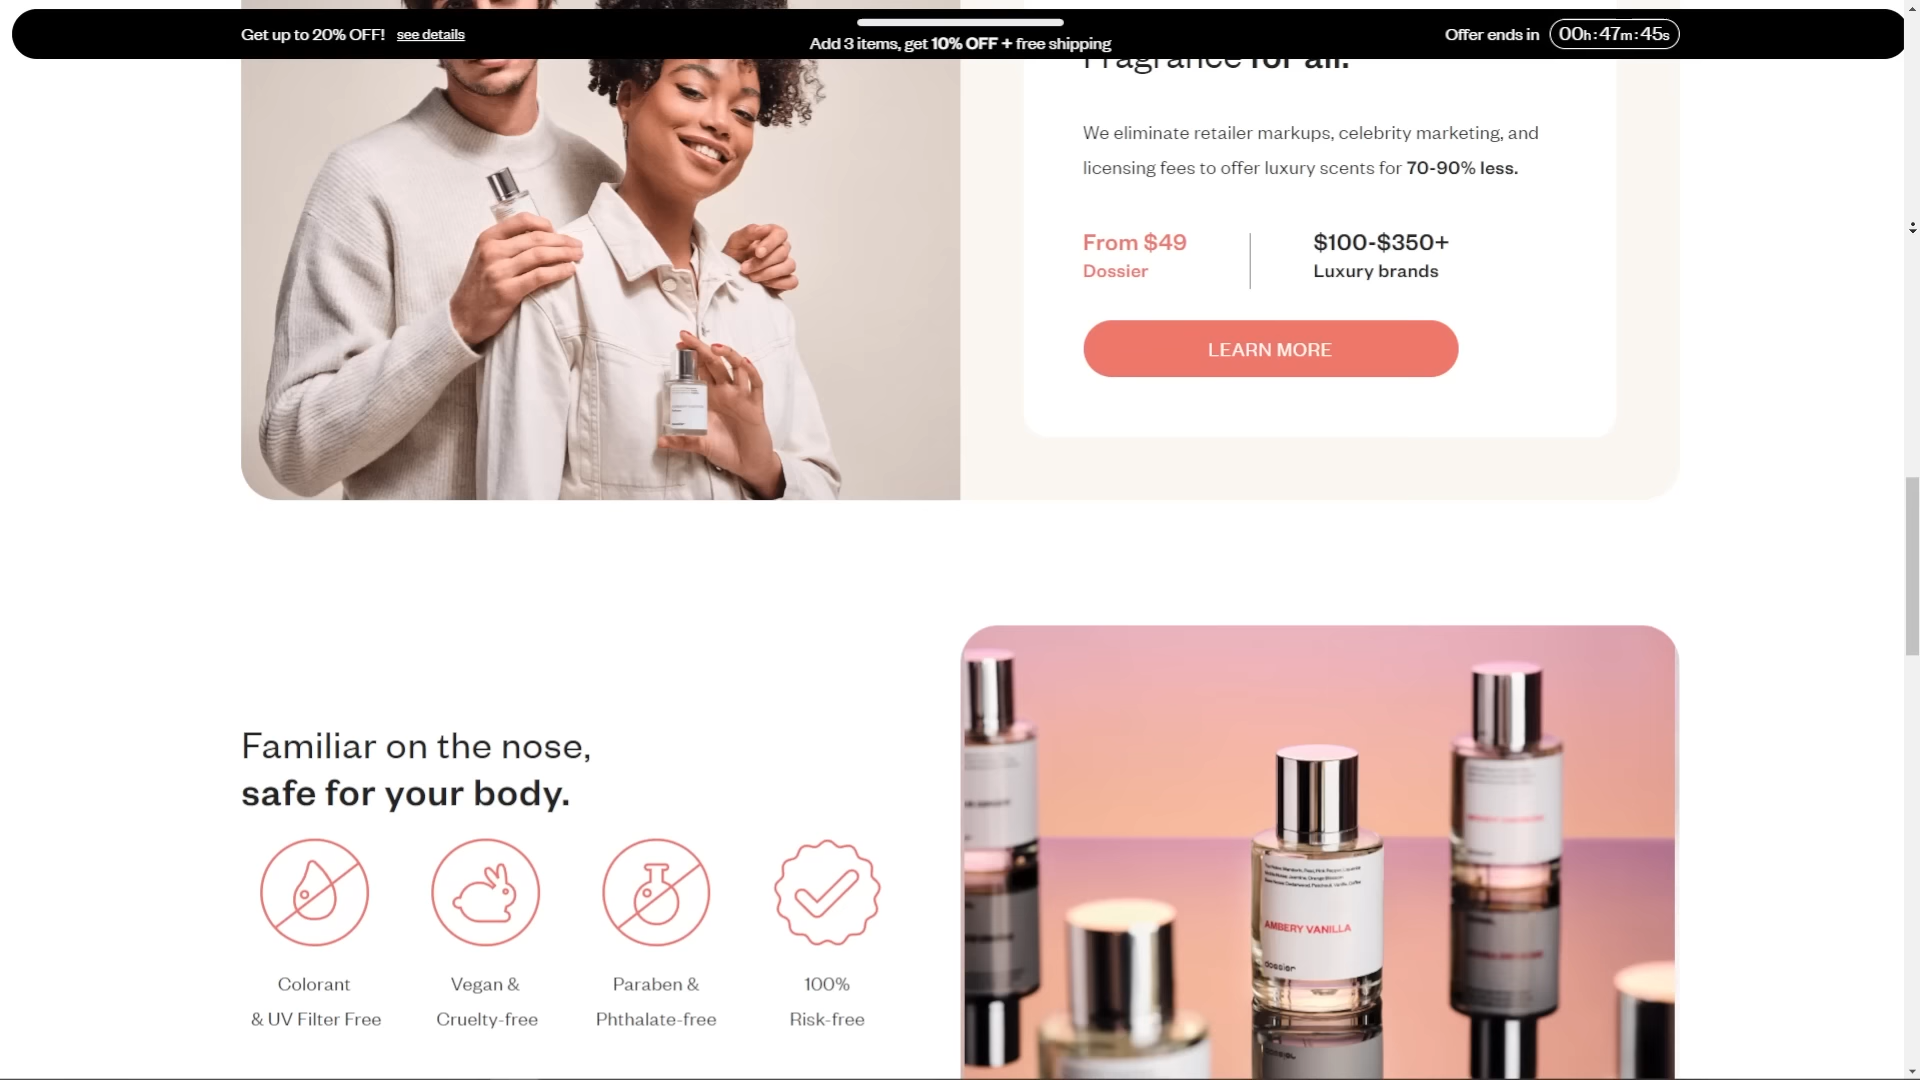 Get up to 20% OFF! see details
Add 3 items, get 10% OFF + free shipping
Offer ends in 00h:47m:45s
Fragrance for all.
We eliminate retailer markups, celebrity marketing, and
licensing fees to offer luxury scents for 70-90% less.
From $49
Dossier
$100-$350+
Luxury brands
LEARN MORE
Familiar on the nose,
safe for your body.
Colorant
& UV Filter Free
Vegan &
Cruelty-free
Paraben &
Phthalate-free
100%
Risk-free
AMBERY VANILLA
dossier